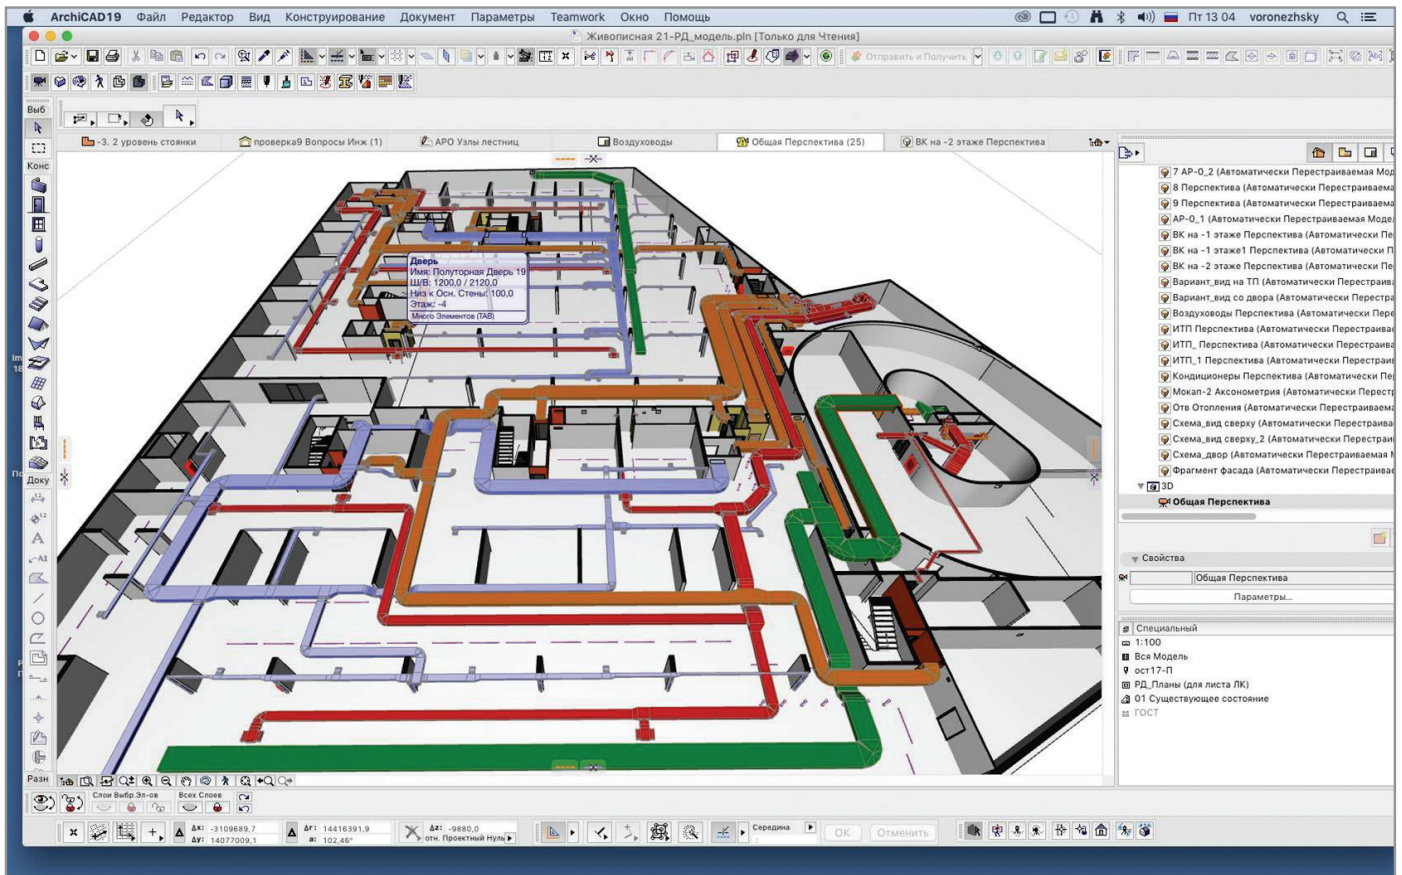 ArchiCAD19 Файл Редактор Вид Конструирование Документ Параметры Teamwork Окно Помощь Пт 13 04 voronezhsky
Живописная 21-РД_модель.pln [Только для Чтения]
Отправить и Получить
Выб
-3. 2 уровень стоянки
проверка9 Вопросы Инж (1)
АРО Узлы лестниц
Воздуховоды
Общая Перспектива (25)
ВК на -2 этаже Перспектива
Конс
Доку
Разн
Дверь
Имя: Полуторная Дверь 19
Ш/В: 1200,0 / 2120,0
Низ к Осн. Стены: 100,0
Этаж: -4
Много Элементов (TAB)
7 АР-0_2 (Автоматически Перестраиваемая Мод
8 Перспектива (Автоматически Перестраиваема
9 Перспектива (Автоматически Перестраиваема
АР-0_1 (Автоматически Перестраиваемая Моде
ВК на -1 этаже Перспектива (Автоматически Пе
ВК на -1 этаже1 Перспектива (Автоматически П
ВК на -2 этаже Перспектива (Автоматически Пе
Вариант_вид на ТП (Автоматически Перестраив
Вариант_вид со двора (Автоматически Перестра
Воздуховоды Перспектива (Автоматически Пере
ИТП Перспектива (Автоматически Перестраивае
ИТП_ Перспектива (Автоматически Перестраива
ИТП_1 Перспектива (Автоматически Перестраи
Кондиционеры Перспектива (Автоматически Пе
Мокап-2 Аксонометрия (Автоматически Перестр
Отв Отопления (Автоматически Перестраиваема
Схема_вид сверху (Автоматически Перестраива
Схема_вид сверху_2 (Автоматически Перестраи
Схема_двор (Автоматически Перестраиваемая М
Фрагмент фасада (Автоматически Перестраивае
3D
Общая Перспектива
Свойства
Общая Перспектива
Параметры...
Специальный
1:100
Вся Модель
ост17-П
РД_Планы (для листа ЛК)
01 Существующее состояние
ГОСТ
Слои Выбр.Эл-ов
Всех Слоев
Δx: -3109689,7
Δy: 14077009,1
Δr: 14416391,9
a: 102,46°
Δz: -9880,0
отн. Проектный Нуль
Середина
2
OK
Отменить